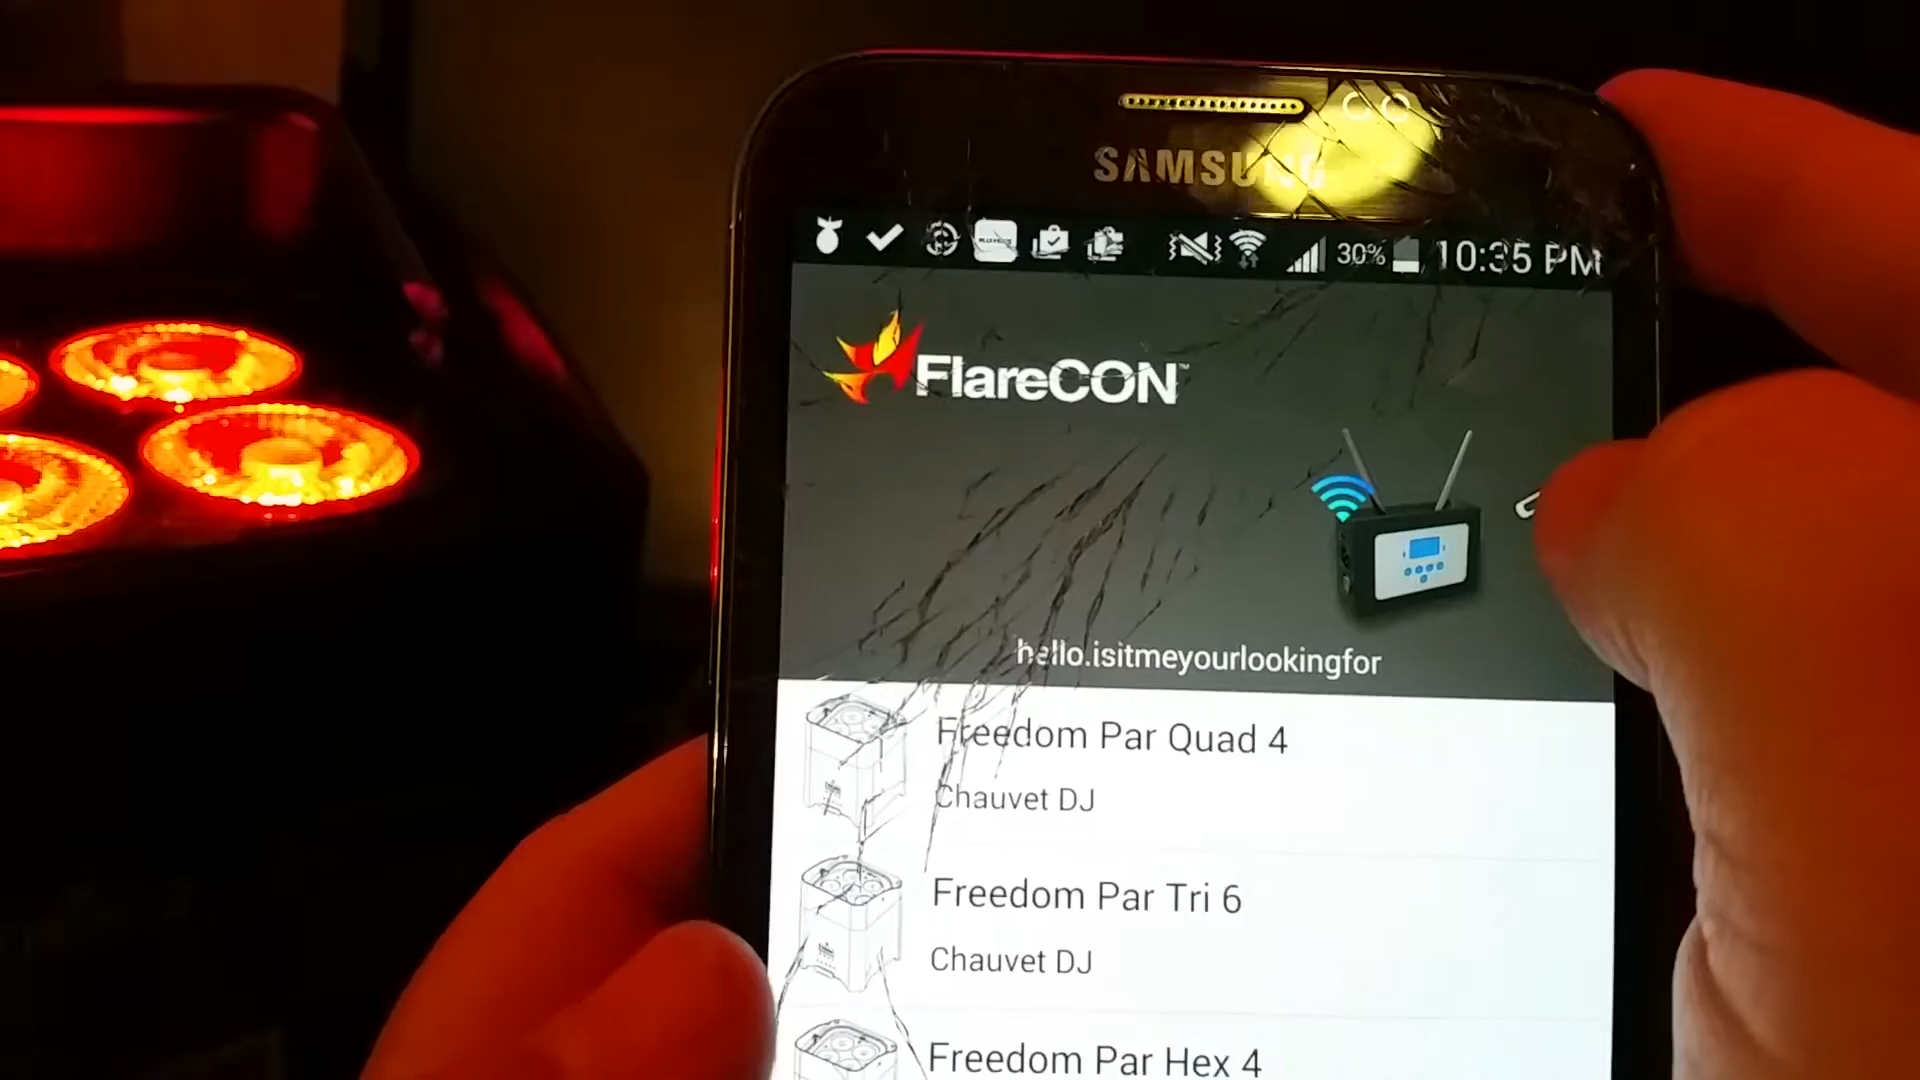 SAMSUNG
30% 10:35 PM
FlareCON™
hello.isitmeyourlookingfor
Freedom Par Quad 4
Chauvet DJ
Freedom Par Tri 6
Chauvet DJ
Freedom Par Hex 4